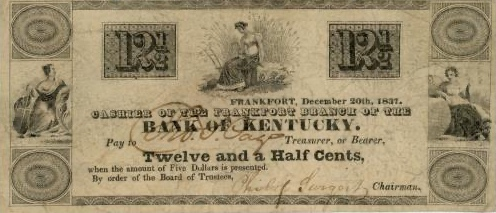 12½ 12½
FRANKFORT, December 20th, 1837.
CASHIER OF THE FRANKFORT BRANCH OF THE
BANK OF KENTUCKY.
Pay to Treasurer, or Bearer,
Twelve and a Half Cents,
when the amount of Five Dollars is presented.
By order of the Board of Trustees,
Chairman.